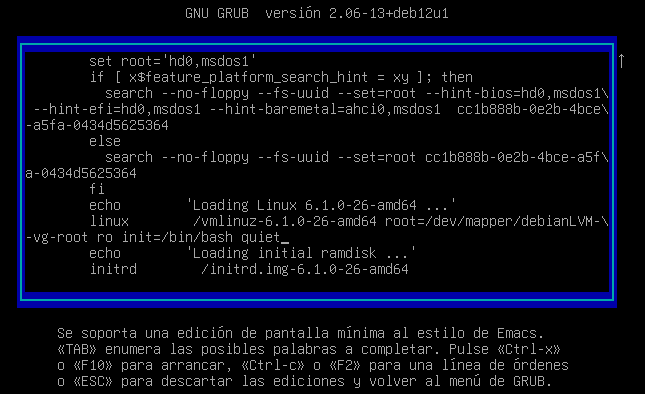 GNU GRUB  versión 2.06-13+deb12u1
set root='hd0,msdos1'
if [ x$feature_platform_search_hint = xy ]; then
search --no-floppy --fs-uuid --set=root --hint-bios=hd0,msdos1\
--hint-efi=hd0,msdos1 --hint-baremetal=ahci0,msdos1  cc1b888b-0e2b-4bce\
-a5fa-0434d5625364
else
search --no-floppy --fs-uuid --set=root cc1b888b-0e2b-4bce-a5f\
a-0434d5625364
fi
echo        'Loading Linux 6.1.0-26-amd64 ...'
linux        /vmlinuz-6.1.0-26-amd64 root=/dev/mapper/debianLVM-\
-vg-root ro init=/bin/bash quiet_
echo        'Loading initial ramdisk ...'
initrd        /initrd.img-6.1.0-26-amd64
Se soporta una edición de pantalla mínima al estilo de Emacs.
«TAB» enumera las posibles palabras a completar. Pulse «Ctrl-x»
o «F10» para arrancar, «Ctrl-c» o «F2» para una línea de órdenes
o «ESC» para descartar las ediciones y volver al menú de GRUB.